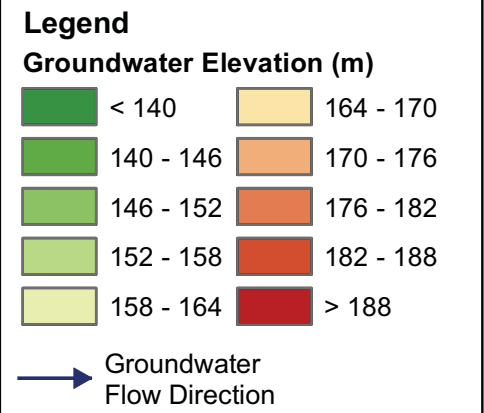 Legend
Groundwater Elevation (m)
< 140
140 - 146
146 - 152
152 - 158
158 - 164
164 - 170
170 - 176
176 - 182
182 - 188
> 188
Groundwater
Flow Direction